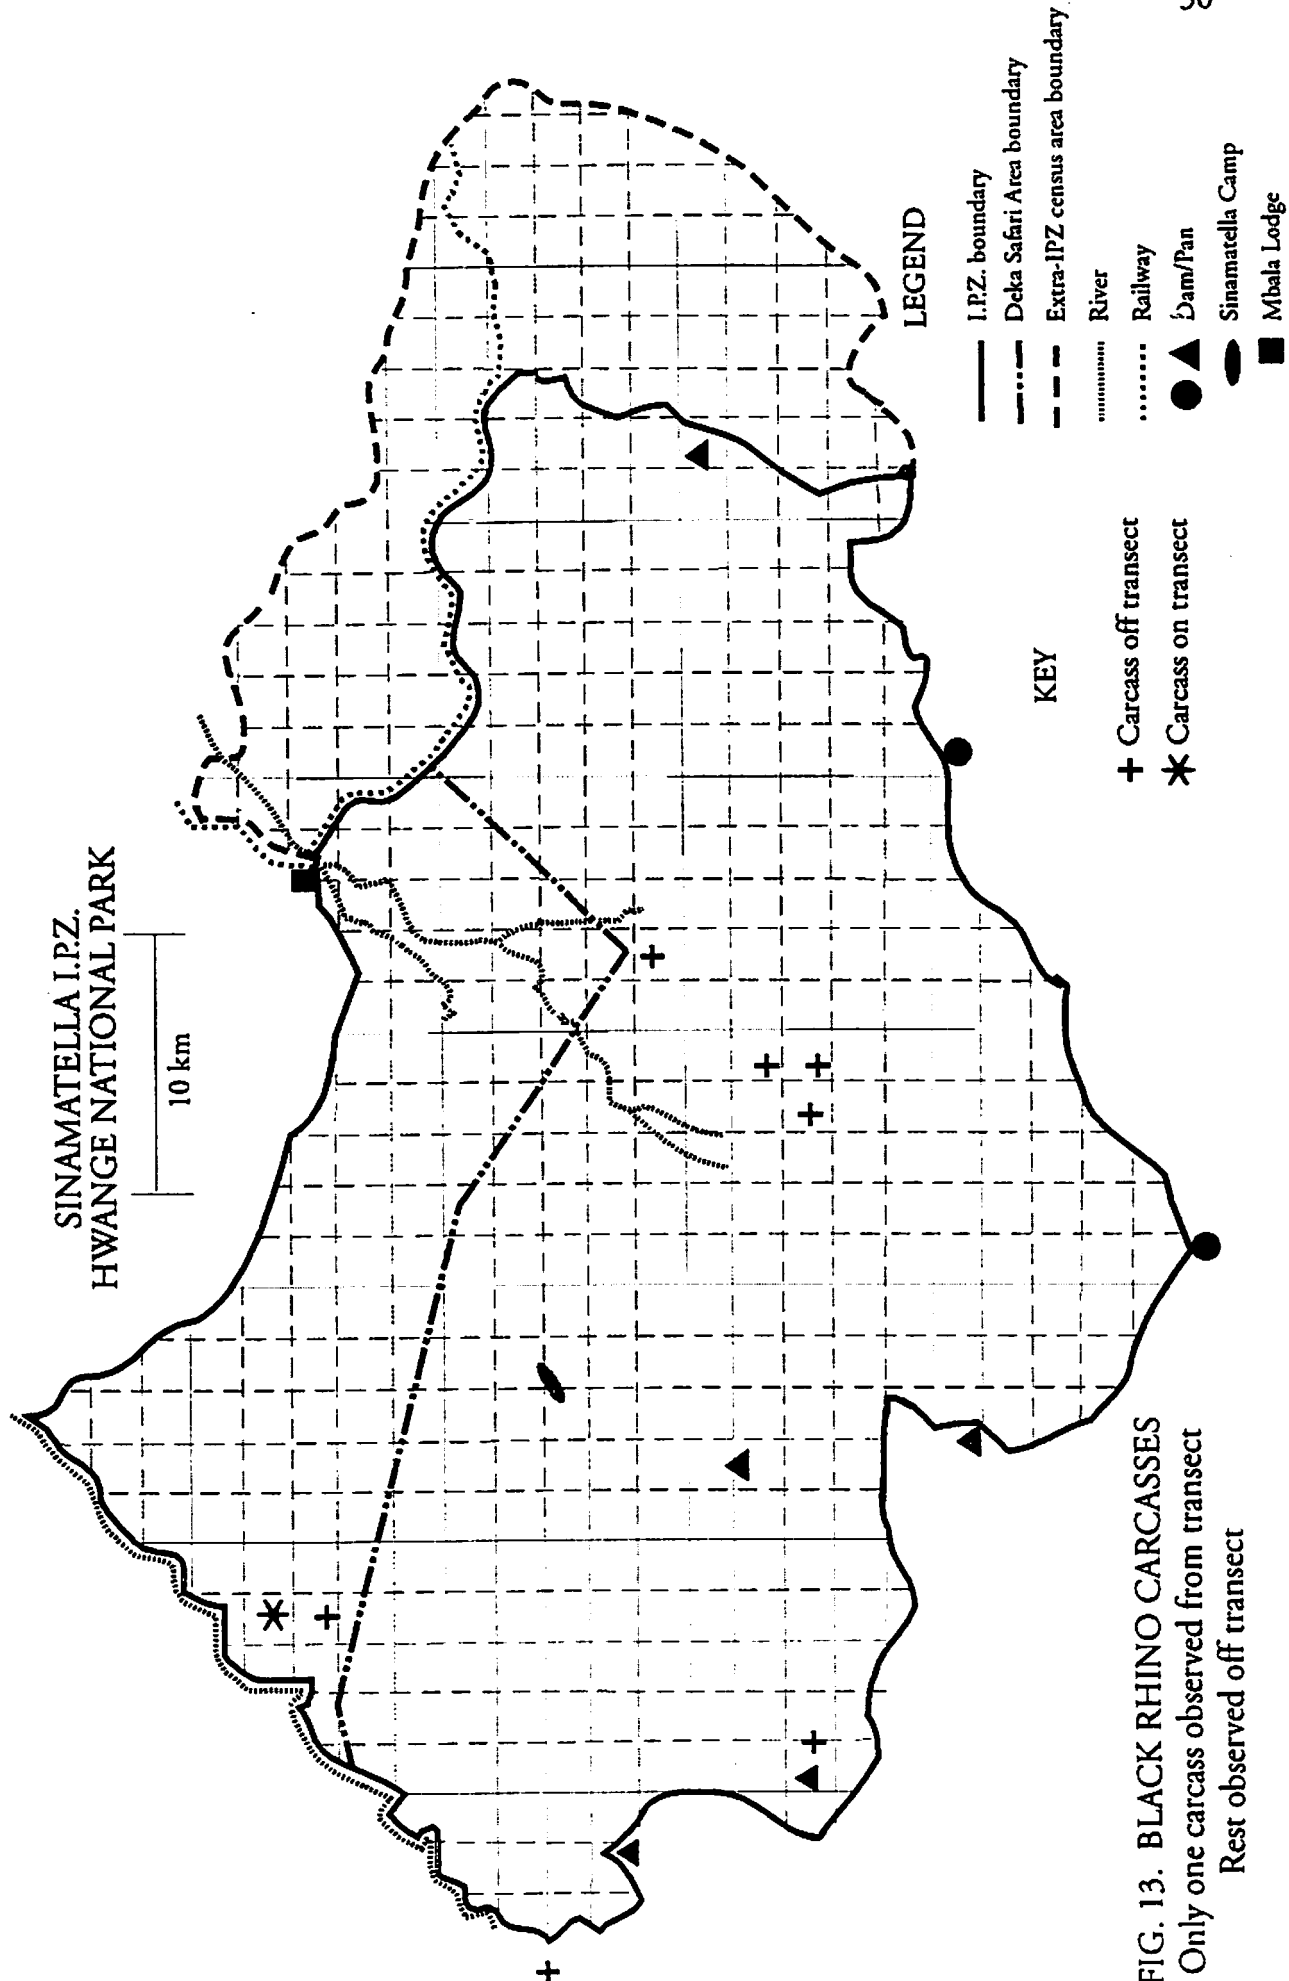 SINAMATELLA I.P.Z.
HWANGE NATIONAL PARK
10 km
LEGEND
I.P.Z. boundary
Deka Safari Area boundary
Extra-IPZ census area boundary
River
Railway
Dam/Pan
Sinamatella Camp
Mbala Lodge
KEY
Carcass off transect
Carcass on transect
FIG. 13. BLACK RHINO CARCASSES
Only one carcass observed from transect
Rest observed off transect